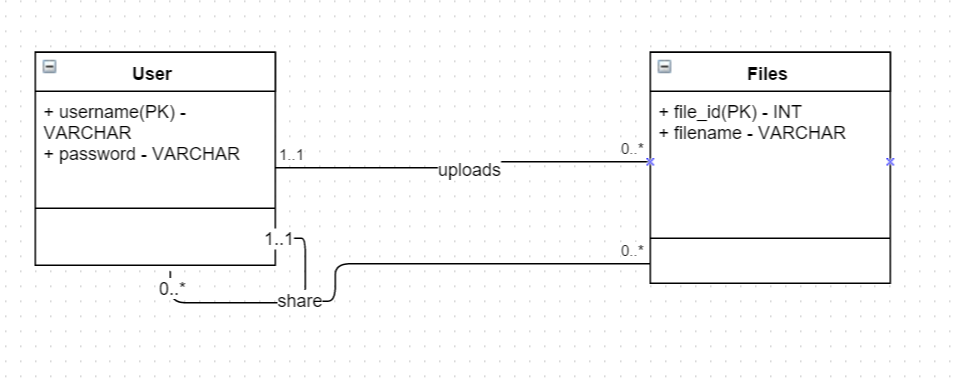 User
+ username(PK) -
VARCHAR
+ password - VARCHAR
Files
+ file_id(PK) - INT
+ filename - VARCHAR
1..1
uploads
0..*
1..1
0..*
share
0..*